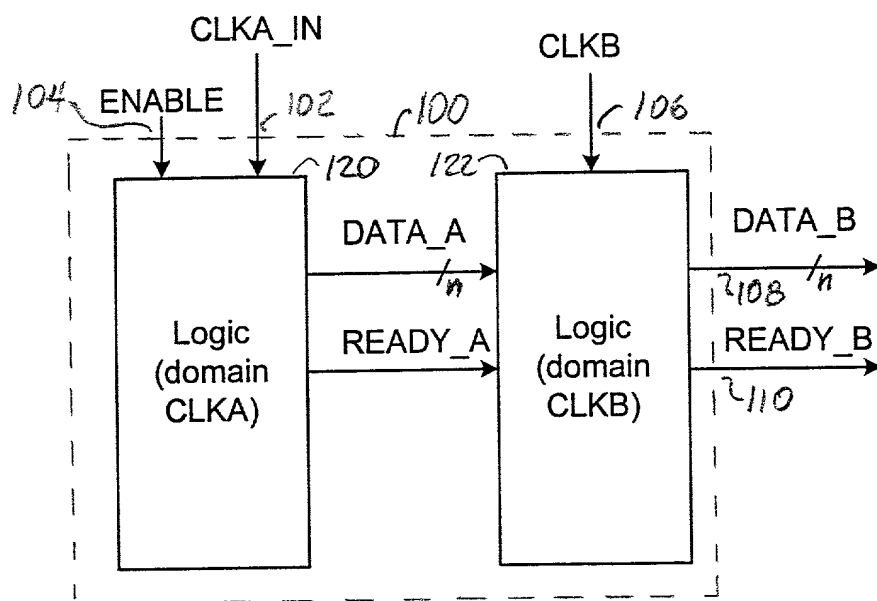 CLKA_IN
CLKB
104
ENABLE
102
100
106
120
122
DATA_A
n
DATA_B
108
n
READY_A
READY_B
110
Logic
(domain
CLKA)
Logic
(domain
CLKB)